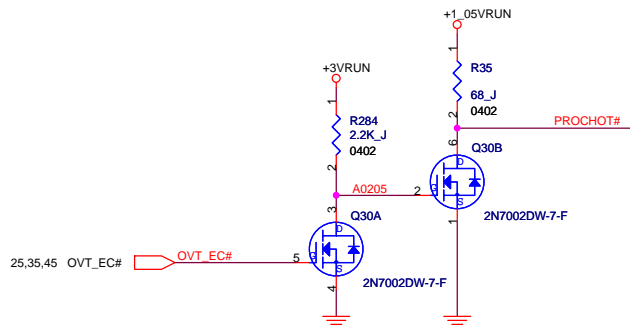 +1_05VRUN
1
R35
68_J
0402
2
PROCHOT#
+3VRUN
1
R284
2.2K_J
0402
2
A0205
2
6
Q30B
D
G
S
1
2N7002DW-7-F
3
Q30A
D
G
S
4
2N7002DW-7-F
25,35,45 OVT_EC#
OVT_EC#
5